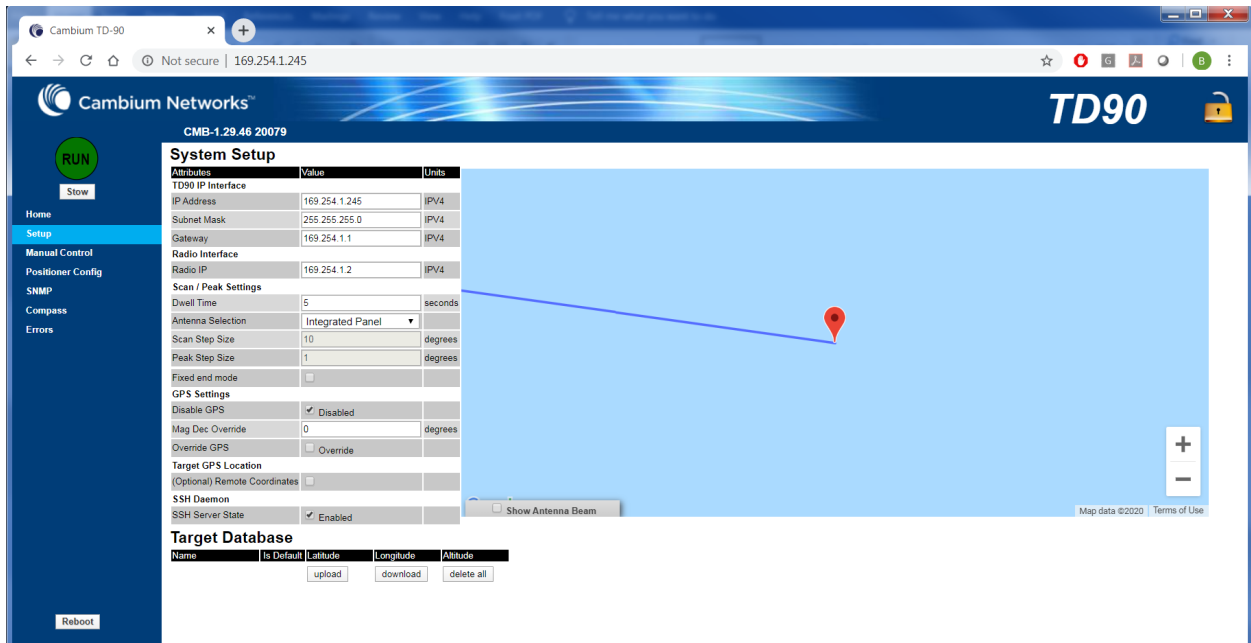 Cambium TD-90
Not secure | 169.254.1.245
G
B
Cambium Networks™
TD90
CMB-1.29.46 20079
RUN
Stow
Home
Setup
Manual Control
Positioner Config
SNMP
Compass
Errors
Reboot
System Setup
Attributes Value Units
TD90 IP Interface
IP Address 169.254.1.245 IPV4
Subnet Mask 255.255.255.0 IPV4
Gateway 169.254.1.1 IPV4
Radio Interface
Radio IP 169.254.1.2 IPV4
Scan / Peak Settings
Dwell Time 5 seconds
Antenna Selection Integrated Panel
Scan Step Size 10 degrees
Peak Step Size 1 degrees
Fixed end mode
GPS Settings
Disable GPS Disabled
Mag Dec Override 0 degrees
Override GPS Override
Target GPS Location
(Optional) Remote Coordinates
SSH Daemon
SSH Server State Enabled
Show Antenna Beam
Map data ©2020 Terms of Use
Target Database
Name Is Default Latitude Longitude Altitude
upload download delete all